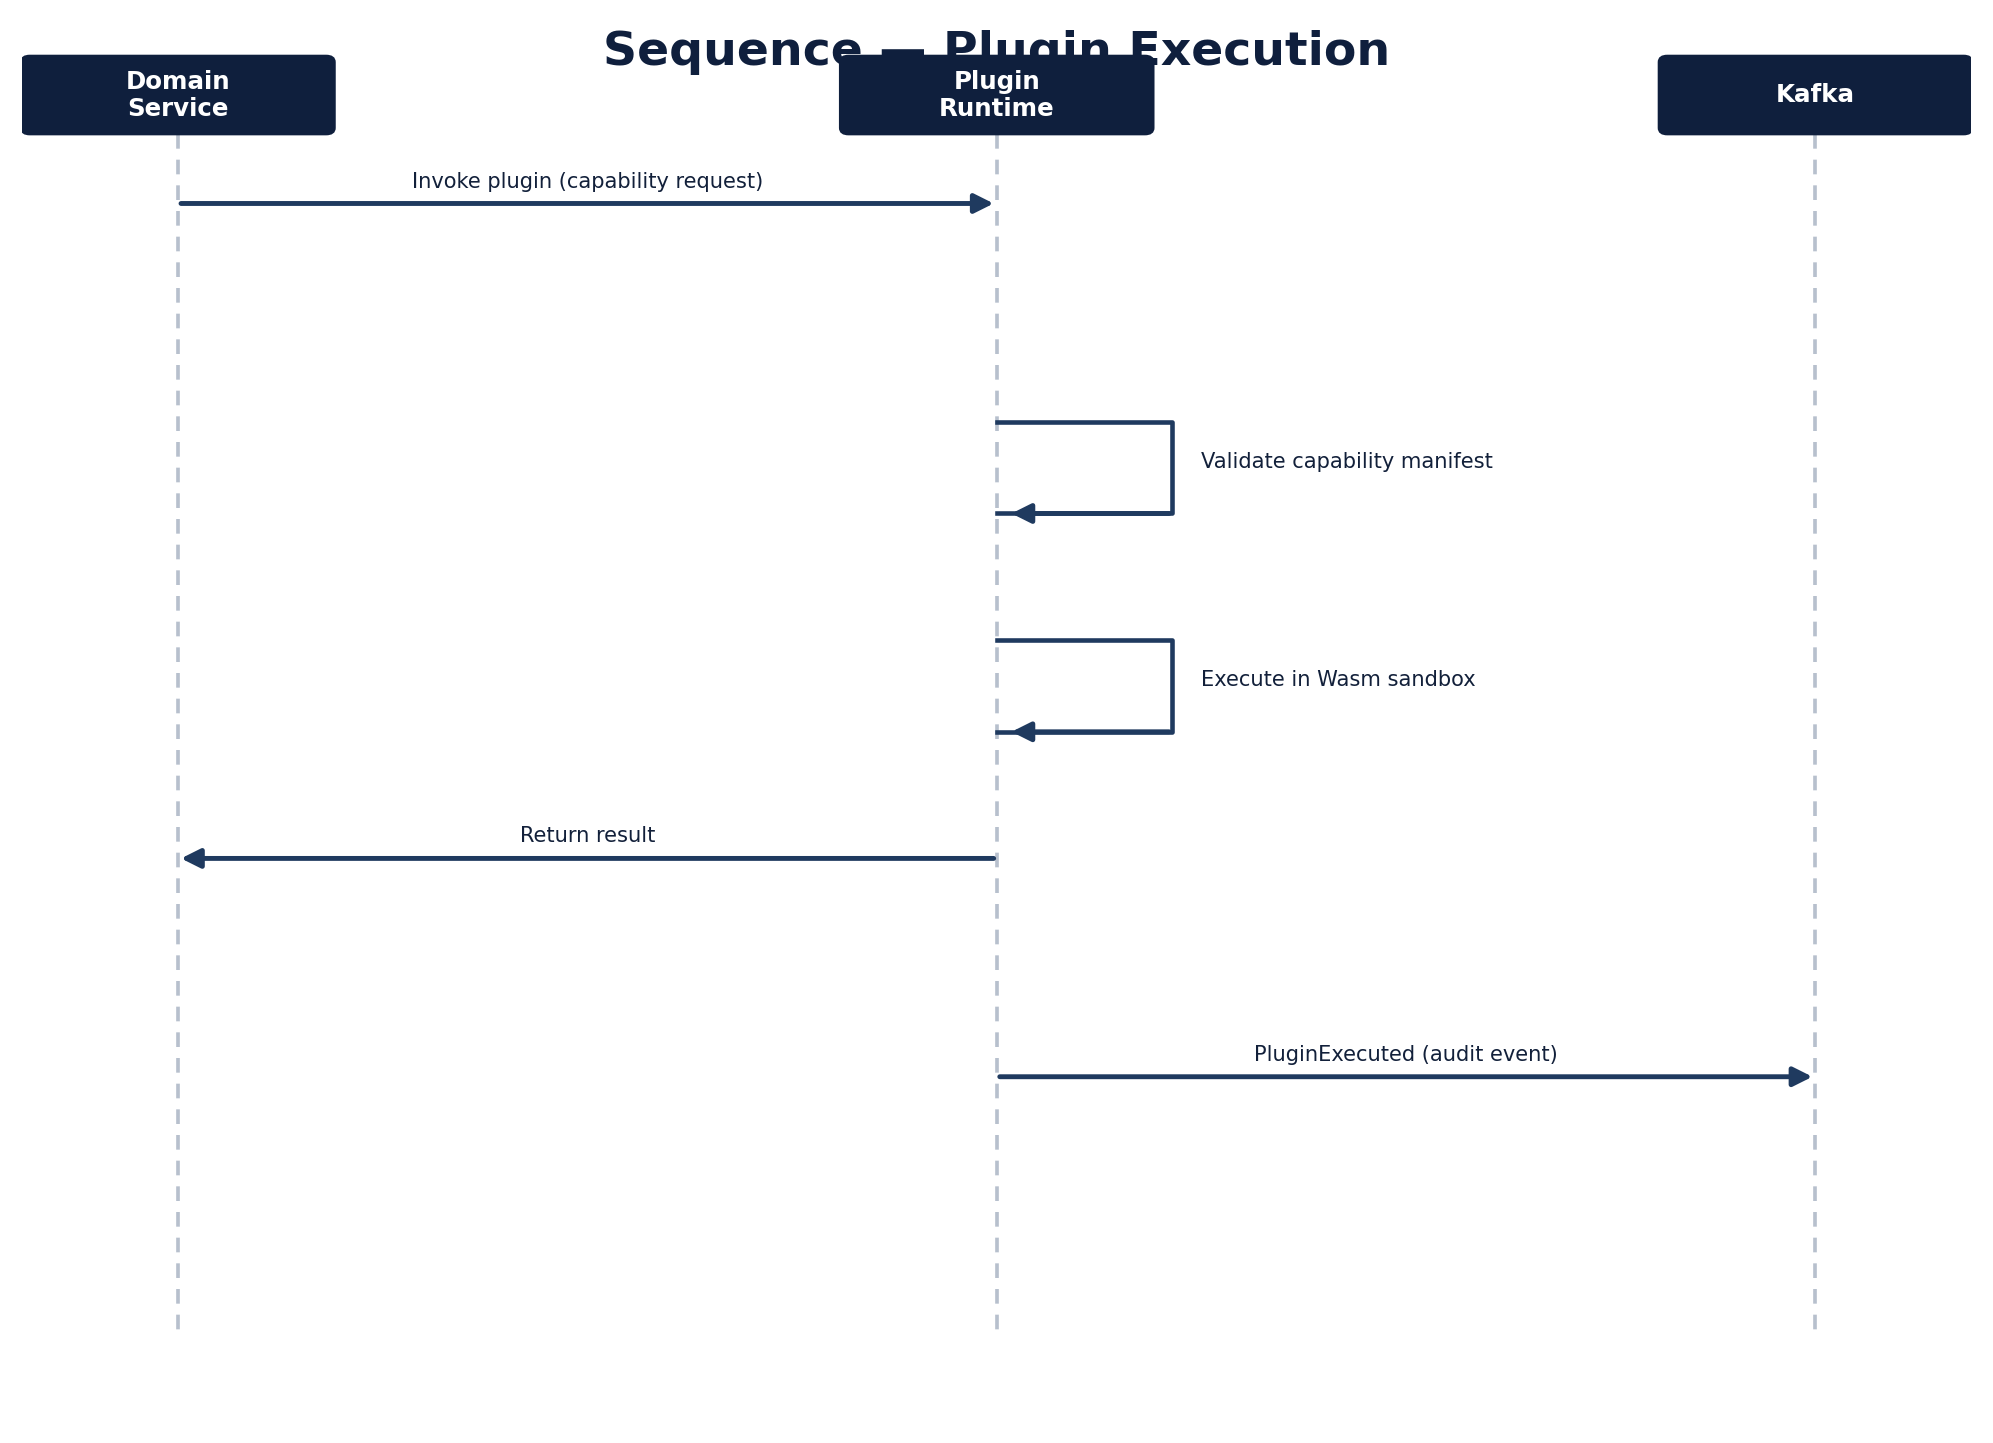 Sequence — Plugin Execution
Domain
Service
Plugin
Runtime
Kafka
Invoke plugin (capability request)
Validate capability manifest
Execute in Wasm sandbox
Return result
PluginExecuted (audit event)